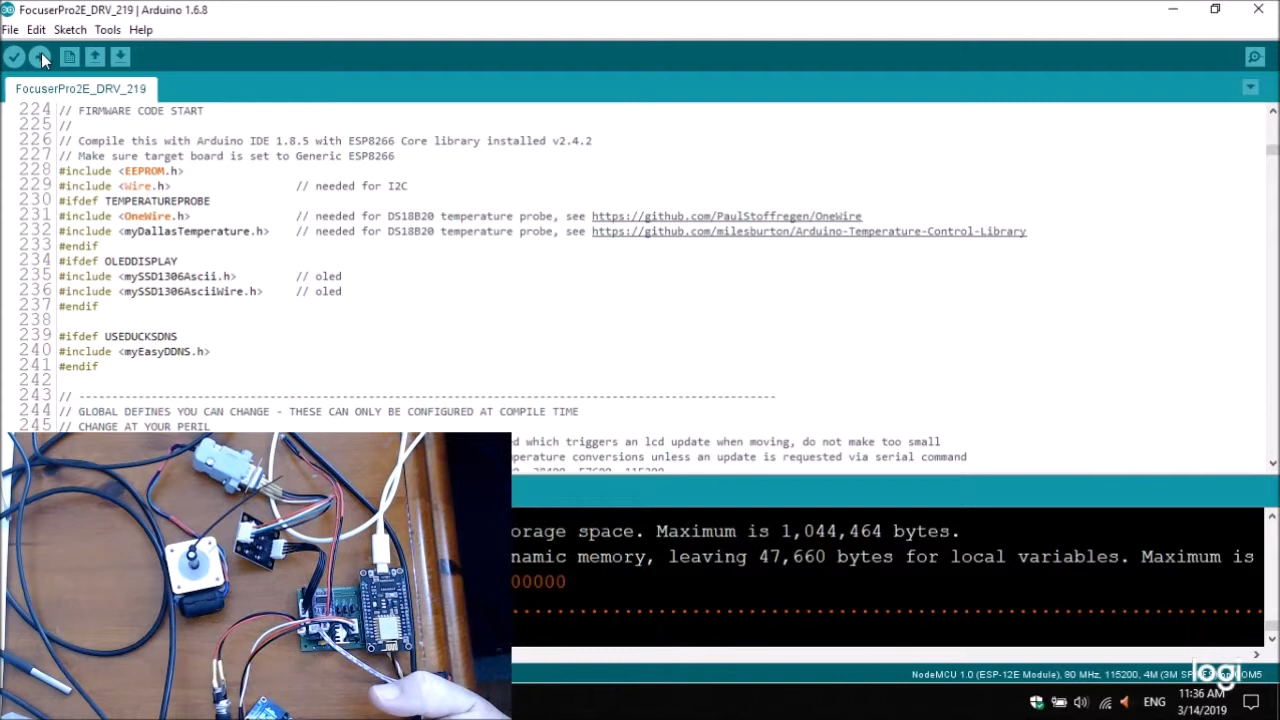 FocuserPro2E_DRV_219 | Arduino 1.6.8
File Edit Sketch Tools Help
FocuserPro2E_DRV_219
224 // FIRMWARE CODE START
225 //
226 // Compile this with Arduino IDE 1.8.5 with ESP8266 Core library installed v2.4.2
227 // Make sure target board is set to Generic ESP8266
228 #include <EEPROM.h>
229 #include <Wire.h> // needed for I2C
230 #ifdef TEMPERATUREPROBE
231 #include <OneWire.h> // needed for DS18B20 temperature probe, see https://github.com/PaulStoffregen/OneWire
232 #include <myDallasTemperature.h> // needed for DS18B20 temperature probe, see https://github.com/milesburton/Arduino-Temperature-Control-Library
233 #endif
234 #ifdef OLEDDISPLAY
235 #include <mySSD1306Ascii.h> // oled
236 #include <mySSD1306AsciiWire.h> // oled
237 #endif
238
239 #ifdef USEDUCKSDNS
240 #include <myEasyDDNS.h>
241 #endif
242
243 // -----------------------------------------------------------------------------------------------------------
244 // GLOBAL DEFINES YOU CAN CHANGE - THESE CAN ONLY BE CONFIGURED AT COMPILE TIME
245 // CHANGE AT YOUR PERIL
which triggers an lcd update when moving, do not make too small
conversions unless an update is requested via serial command
orage space. Maximum is 1,044,464 bytes.
namic memory, leaving 47,660 bytes for local variables. Maximum is
00000
................................................................
NodeMCU 1.0 (ESP-12E Module), 80 MHz, 115200, 4M (3M COM5
logi
11:36 AM
ENG
3/14/2019